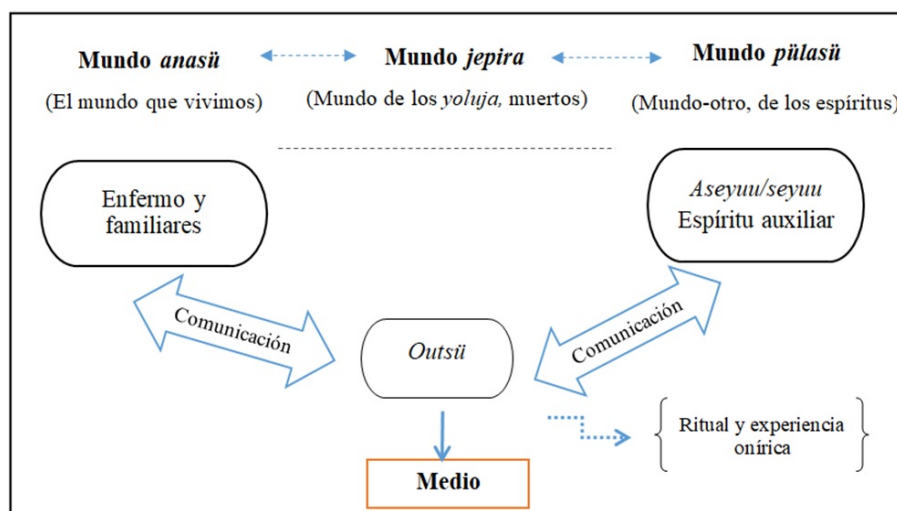 Mundo anasü
Mundo jepira
Mundo pülasü
(El mundo que vivimos)
(Mundo de los yoluja, muertos)
(Mundo-otro, de los espíritus)
Enfermo y
familiares
Aseyuu/seyuu
Espíritu auxiliar
Comunicación
Comunicación
Outsü
Ritual y experiencia
onírica
Medio